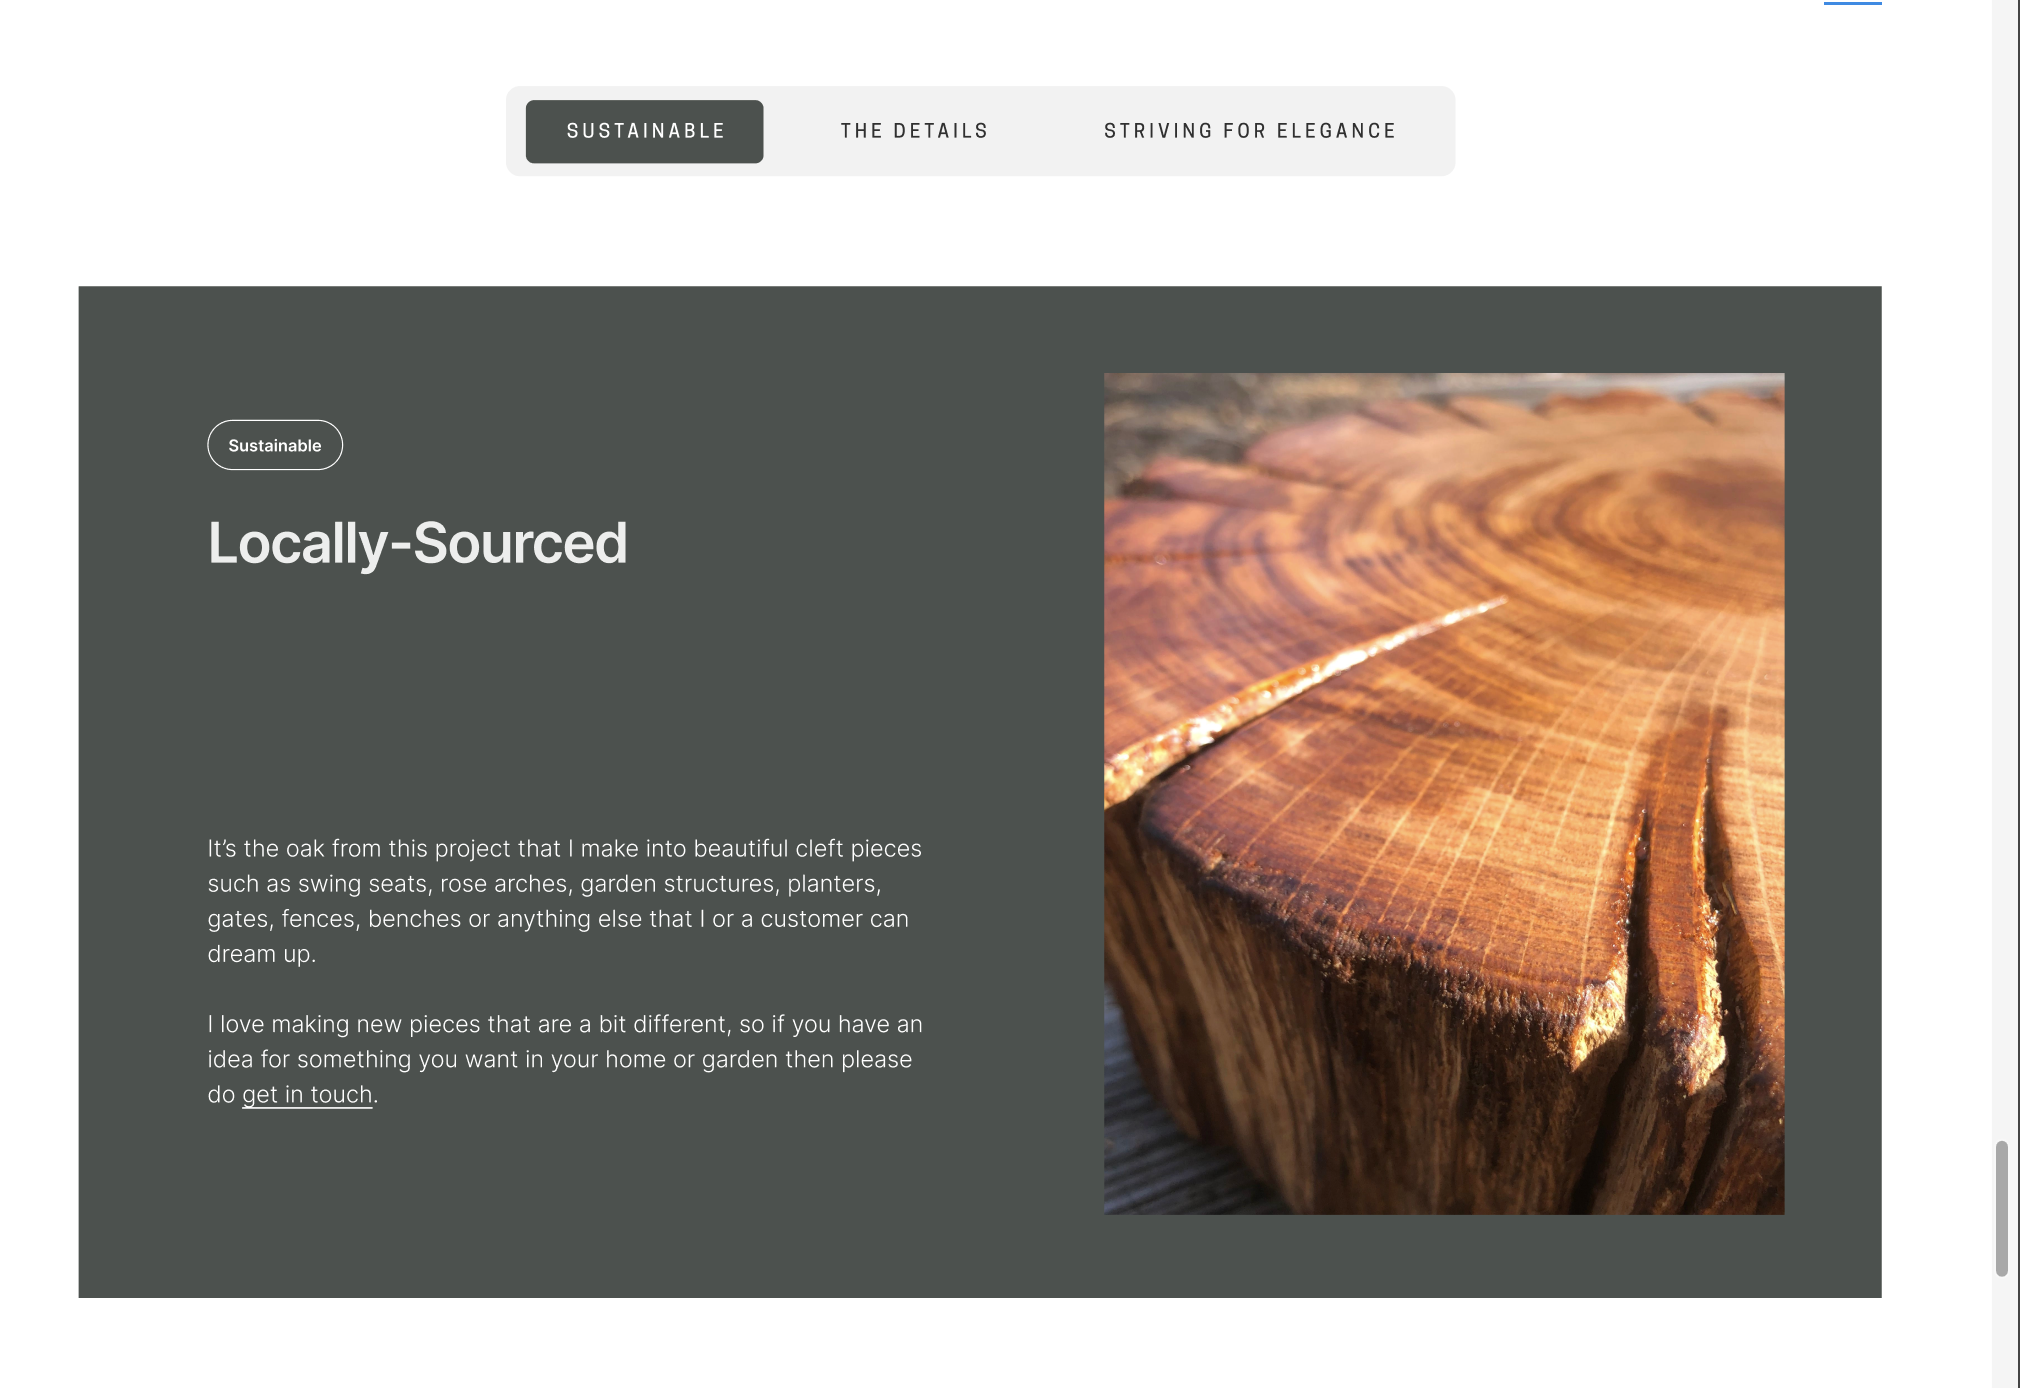 SUSTAINABLE
THE DETAILS
STRIVING FOR ELEGANCE
Sustainable
Locally-Sourced
It’s the oak from this project that I make into beautiful cleft pieces
such as swing seats, rose arches, garden structures, planters,
gates, fences, benches or anything else that I or a customer can
dream up.
I love making new pieces that are a bit different, so if you have an
idea for something you want in your home or garden then please
do get in touch.